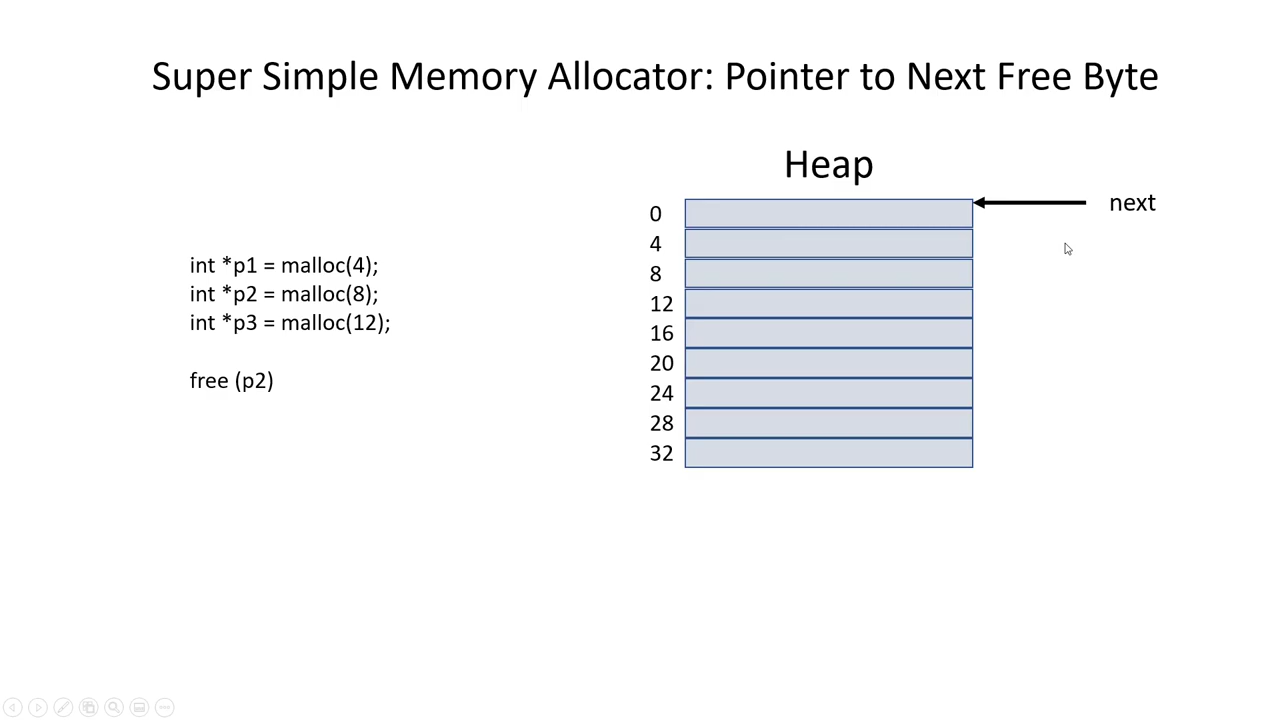 Super Simple Memory Allocator: Pointer to Next Free Byte
int *p1 = malloc(4);
int *p2 = malloc(8);
int *p3 = malloc(12);
free (p2)
Heap
next
0
4
8
12
16
20
24
28
32